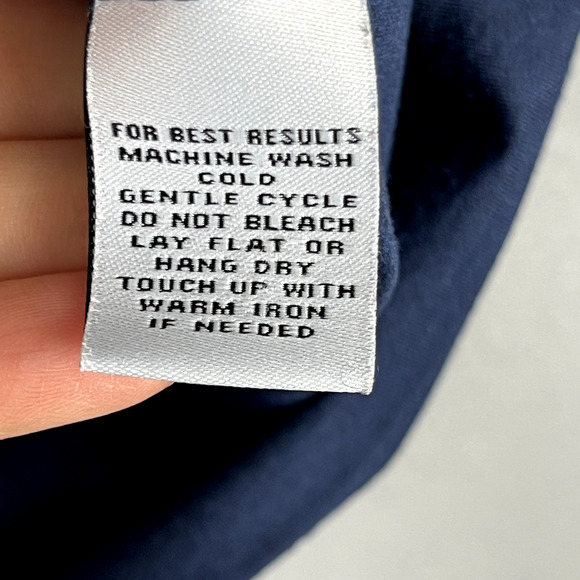 FOR BEST RESULTS
MACHINE WASH
COLD
GENTLE CYCLE
DO NOT BLEACH
LAY FLAT OR
HANG DRY
TOUCH UP WITH
WARM IRON
IF NEEDED